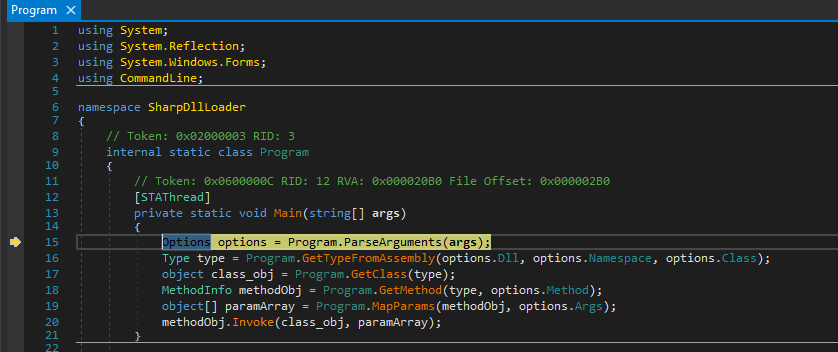 Program X
1 using System;
2 using System.Reflection;
3 using System.Windows.Forms;
4 using CommandLine;
5
6 namespace SharpDllLoader
7 {
8 // Token: 0x02000003 RID: 3
9 internal static class Program
10 {
11 // Token: 0x0600000C RID: 12 RVA: 0x000020B0 File Offset: 0x000002B0
12 [STAThread]
13 private static void Main(string[] args)
14 {
15 Options options = Program.ParseArguments(args);
16 Type type = Program.GetTypeFromAssembly(options.Dll, options.Namespace, options.Class);
17 object class_obj = Program.GetClass(type);
18 MethodInfo methodObj = Program.GetMethod(type, options.Method);
19 object[] paramArray = Program.MapParams(methodObj, options.Args);
20 methodObj.Invoke(class_obj, paramArray);
21 }
22